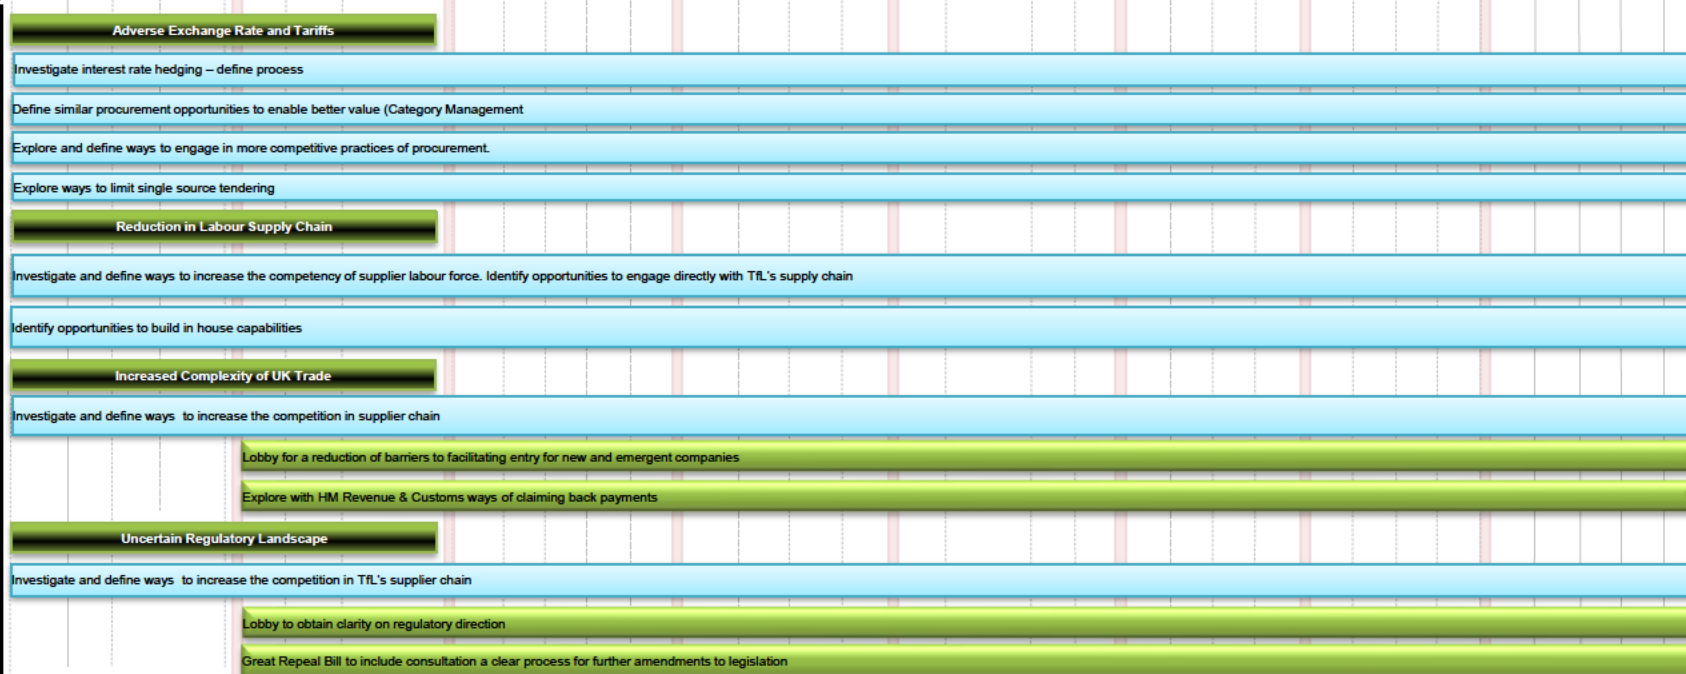 Adverse Exchange Rate and Tariffs
Investigate interest rate hedging – define process
Define similar procurement opportunities to enable better value (Category Management
Explore and define ways to engage in more competitive practices of procurement.
Explore ways to limit single source tendering
Reduction in Labour Supply Chain
Investigate and define ways to increase the competency of supplier labour force. Identify opportunities to engage directly with TfL's supply chain
Identify opportunities to build in house capabilities
Increased Complexity of UK Trade
Investigate and define ways  to increase the competition in supplier chain
Lobby for a reduction of barriers to facilitating entry for new and emergent companies
Explore with HM Revenue & Customs ways of claiming back payments
Uncertain Regulatory Landscape
Investigate and define ways  to increase the competition in TfL's supplier chain
Lobby to obtain clarity on regulatory direction
Great Repeal Bill to include consultation a clear process for further amendments to legislation